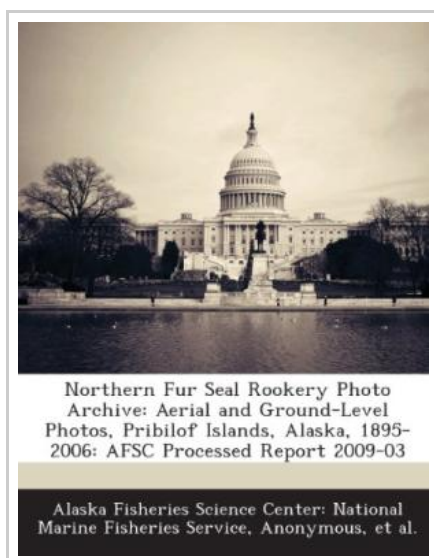 Northern Fur Seal Rookery Photo
Archive: Aerial and Ground-Level
Photos, Pribilof Islands, Alaska, 1895-
2006: AFSC Processed Report 2009-03
Alaska Fisheries Science Center: National
Marine Fisheries Service, Anonymous, et al.